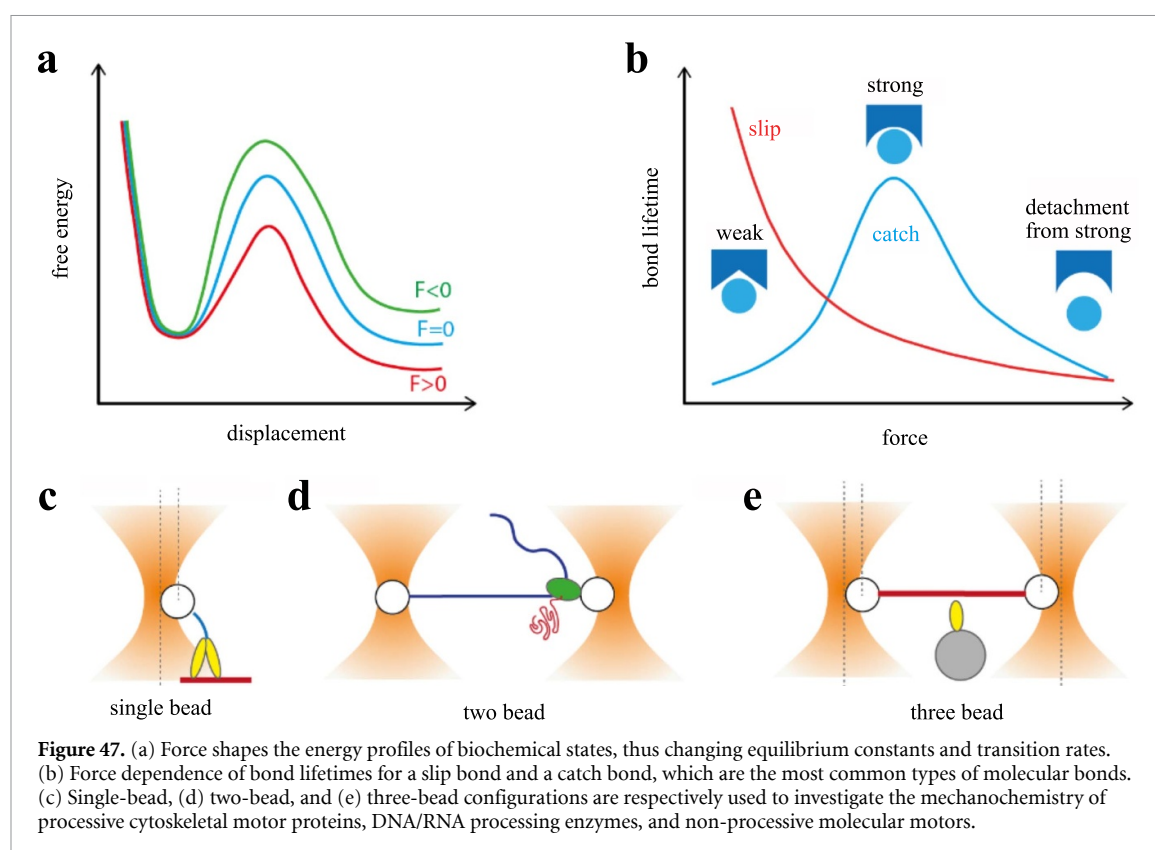 a
free energy
displacement
F<0
F=0
F>0
b
bond lifetime
force
slip
catch
weak
strong
detachment
from strong
c
single bead
d
two bead
e
three bead
Figure 47. (a) Force shapes the energy profiles of biochemical states, thus changing equilibrium constants and transition rates.
(b) Force dependence of bond lifetimes for a slip bond and a catch bond, which are the most common types of molecular bonds.
(c) Single-bead, (d) two-bead, and (e) three-bead configurations are respectively used to investigate the mechanochemistry of
processive cytoskeletal motor proteins, DNA/RNA processing enzymes, and non-processive molecular motors.